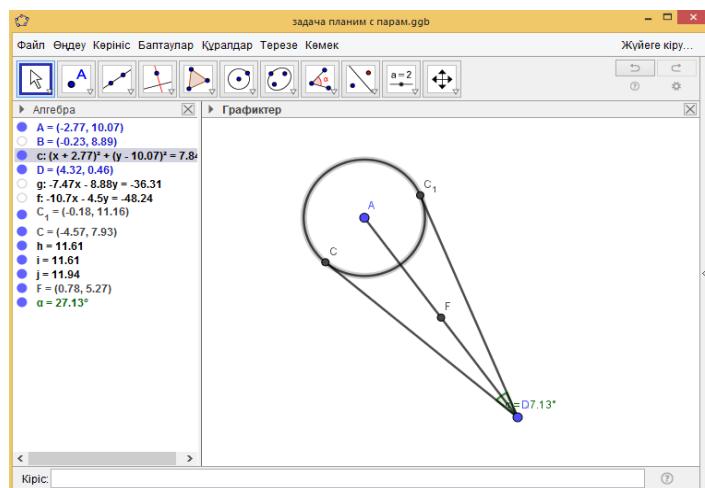 задача планим с парам.ggb
Файл Өңдеу Көрініс Баптаулар Құралдар Терезе Көмек Жүйеге кіру...
a = 2
Алгебра
Графиктер
A = (-2.77, 10.07)
B = (-0.23, 8.89)
c: (x + 2.77)² + (y - 10.07)² = 7.84
D = (4.32, 0.46)
g: -7.47x - 8.88y = -36.31
f: -10.7x - 4.5y = -48.24
C₁ = (-0.18, 11.16)
C = (-4.57, 7.93)
h = 11.61
i = 11.61
j = 11.94
F = (0.78, 5.27)
α = 27.13°
C₁
A
C
F
D7.13°
Кіріс: